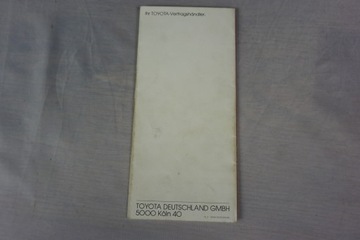 Ihr TOYOTA-Vertragshändler:
TOYOTA DEUTSCHLAND GMBH
5000 Köln 40